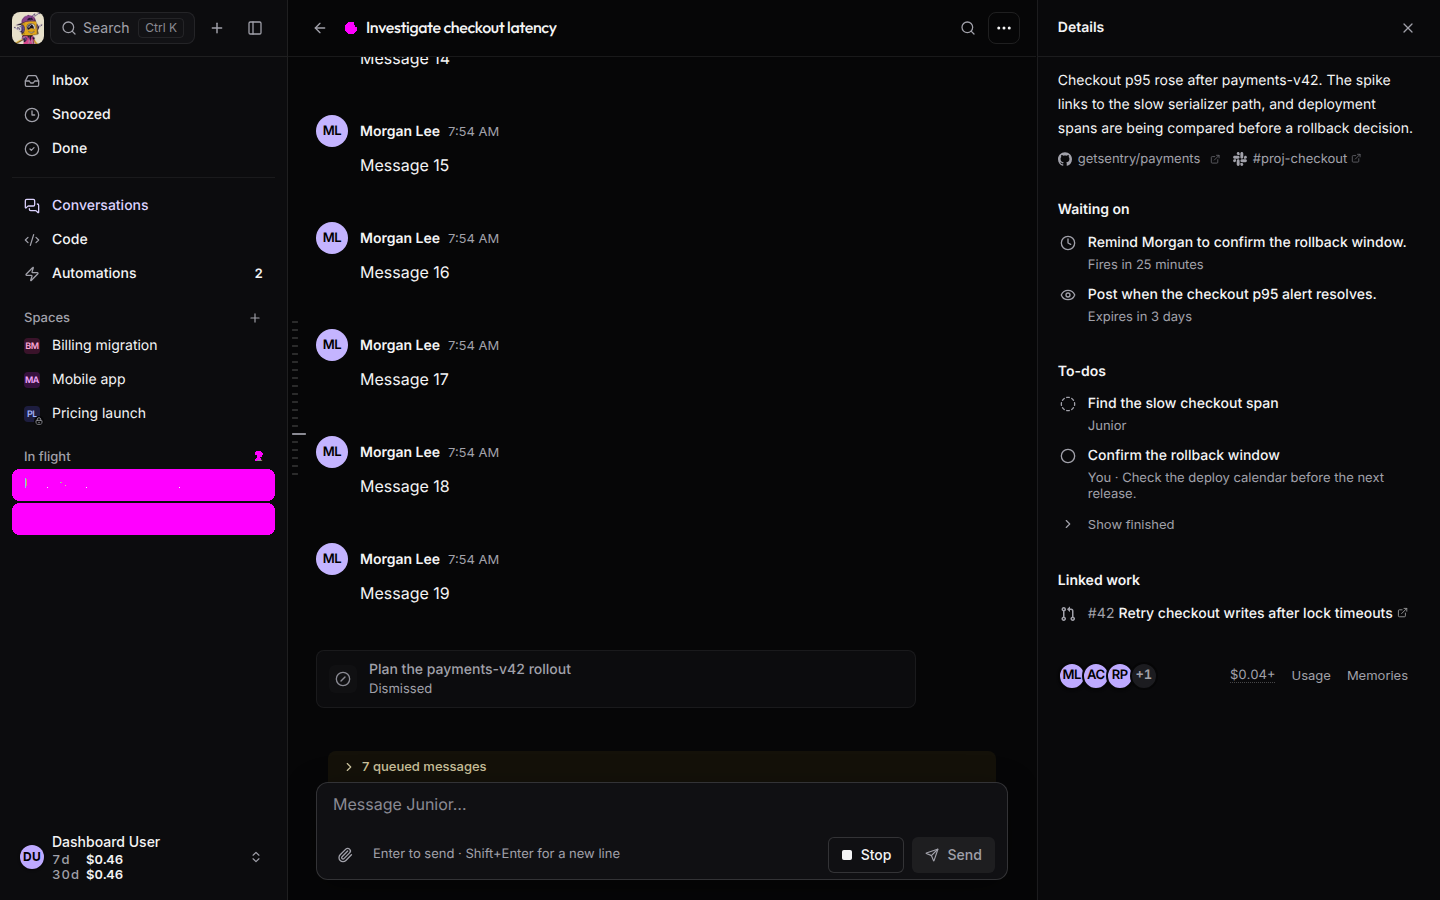 Search Ctrl K
Inbox
Snoozed
Done
Conversations
Code
Automations 2
Spaces
BM Billing migration
MA Mobile app
PL Pricing launch
In flight
DU Dashboard User
7d $0.46
30d $0.46
Investigate checkout latency
Message 14
ML Morgan Lee 7:54 AM
Message 15
ML Morgan Lee 7:54 AM
Message 16
ML Morgan Lee 7:54 AM
Message 17
ML Morgan Lee 7:54 AM
Message 18
ML Morgan Lee 7:54 AM
Message 19
Plan the payments-v42 rollout
Dismissed
7 queued messages
Message Junior...
Enter to send · Shift+Enter for a new line
Stop
Send
Details
Checkout p95 rose after payments-v42. The spike
links to the slow serializer path, and deployment
spans are being compared before a rollback decision.
getsentry/payments #proj-checkout
Waiting on
Remind Morgan to confirm the rollback window.
Fires in 25 minutes
Post when the checkout p95 alert resolves.
Expires in 3 days
To-dos
Find the slow checkout span
Junior
Confirm the rollback window
You · Check the deploy calendar before the next
release.
Show finished
Linked work
#42 Retry checkout writes after lock timeouts
ML AC RP +1 $0.04+ Usage Memories